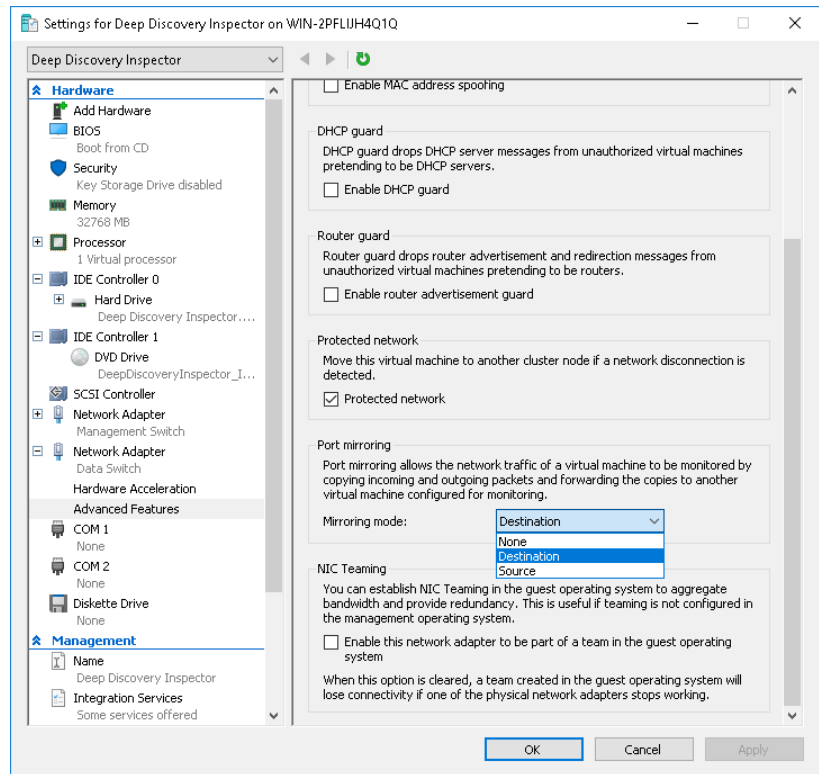 Settings for Deep Discovery Inspector on WIN-2PFLIJH4Q1Q
Deep Discovery Inspector
Hardware
Add Hardware
BIOS
Boot from CD
Security
Key Storage Drive disabled
Memory
32768 MB
Processor
1 Virtual processor
IDE Controller 0
Hard Drive
Deep Discovery Inspector....
IDE Controller 1
DVD Drive
DeepDiscoveryInspector_I...
SCSI Controller
Network Adapter
Management Switch
Network Adapter
Data Switch
Hardware Acceleration
Advanced Features
COM 1
None
COM 2
None
Diskette Drive
None
Management
Name
Deep Discovery Inspector
Integration Services
Some services offered
Enable MAC address spoofing
DHCP guard
DHCP guard drops DHCP server messages from unauthorized virtual machines
pretending to be DHCP servers.
Enable DHCP guard
Router guard
Router guard drops router advertisement and redirection messages from
unauthorized virtual machines pretending to be routers.
Enable router advertisement guard
Protected network
Move this virtual machine to another cluster node if a network disconnection is
detected.
Protected network
Port mirroring
Port mirroring allows the network traffic of a virtual machine to be monitored by
copying incoming and outgoing packets and forwarding the copies to another
virtual machine configured for monitoring.
Mirroring mode: Destination
None
Destination
Source
NIC Teaming
You can establish NIC Teaming in the guest operating system to aggregate
bandwidth and provide redundancy. This is useful if teaming is not configured in
the management operating system.
Enable this network adapter to be part of a team in the guest operating
system
When this option is cleared, a team created in the guest operating system will
lose connectivity if one of the physical network adapters stops working.
OK Cancel Apply